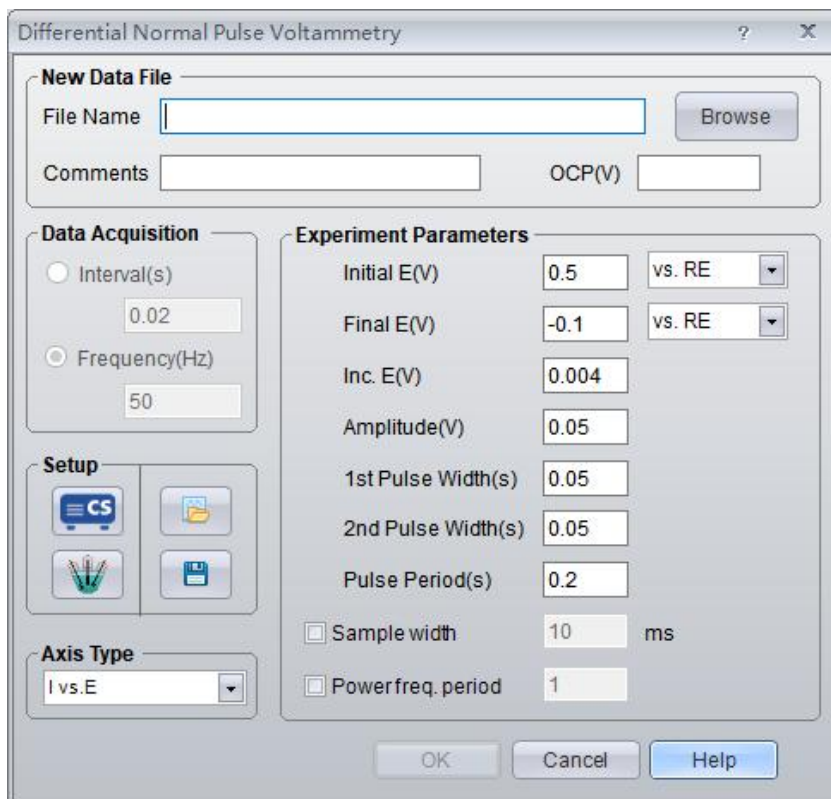 Differential Normal Pulse Voltammetry ? X
New Data File
File Name Browse
Comments OCP(V)
Data Acquisition
Interval(s)
0.02
Frequency(Hz)
50
Setup
CS
Axis Type
I vs.E
Experiment Parameters
Initial E(V) 0.5 vs. RE
Final E(V) -0.1 vs. RE
Inc. E(V) 0.004
Amplitude(V) 0.05
1st Pulse Width(s) 0.05
2nd Pulse Width(s) 0.05
Pulse Period(s) 0.2
Sample width 10 ms
Power freq. period 1
OK Cancel Help